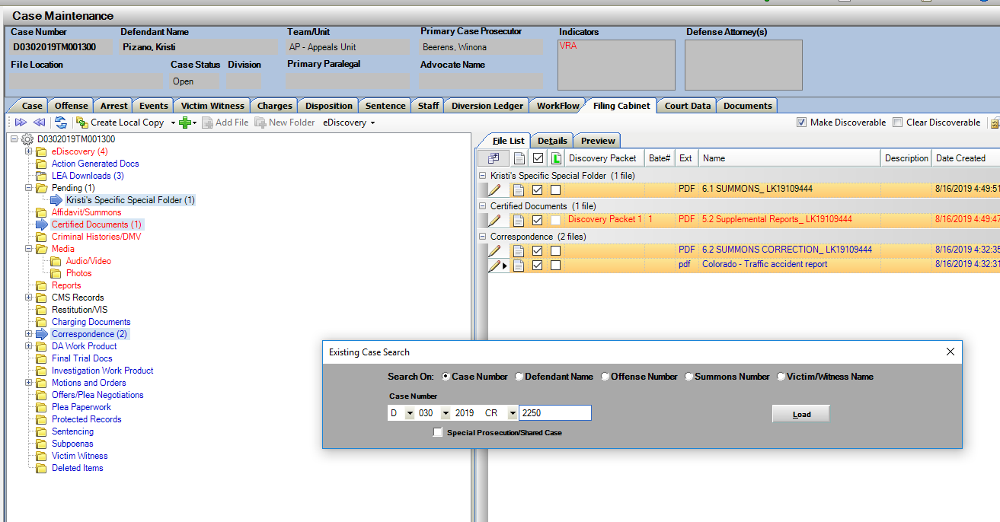 Case Maintenance
Case Number Defendant Name Team/Unit Primary Case Prosecutor Indicators Defense Attorney(s)
D0302019TM001300 Pizano, Kristi AP - Appeals Unit Beerens, Winona VRA
File Location Case Status Division Primary Paralegal Advocate Name
Open
Case Offense Arrest Events Victim Witness Charges Disposition Sentence Staff Diversion Ledger WorkFlow Filing Cabinet Court Data Documents
Create Local Copy Add File New Folder eDiscovery Make Discoverable Clear Discoverable
D0302019TM001300
eDiscovery (4)
Action Generated Docs
LEA Downloads (3)
Pending (1)
Kristi's Specific Special Folder (1)
Affidavit/Summons
Certified Documents (1)
Criminal Histories/DMV
Media
Audio/Video
Photos
Reports
CMS Records
Restitution/VIS
Charging Documents
Correspondence (2)
DA Work Product
Final Trial Docs
Investigation Work Product
Motions and Orders
Offers/Plea Negotiations
Plea Paperwork
Protected Records
Sentencing
Subpoenas
Victim Witness
Deleted Items
File List Details Preview
L Discovery Packet Bate# Ext Name Description Date Created
Kristi's Specific Special Folder (1 file)
PDF 6.1 SUMMONS_ LK19109444 8/16/2019 4:49:51
Certified Documents (1 file)
Discovery Packet 1 1 PDF 5.2 Supplemental Reports_ LK19109444 8/16/2019 4:49:47
Correspondence (2 files)
PDF 6.2 SUMMONS CORRECTION_ LK19109444 8/16/2019 4:32:35
pdf Colorado - Traffic accident report 8/16/2019 4:32:31
Existing Case Search
Search On: Case Number Defendant Name Offense Number Summons Number Victim/Witness Name
Case Number
D 030 2019 CR 2250 Load
Special Prosecution/Shared Case